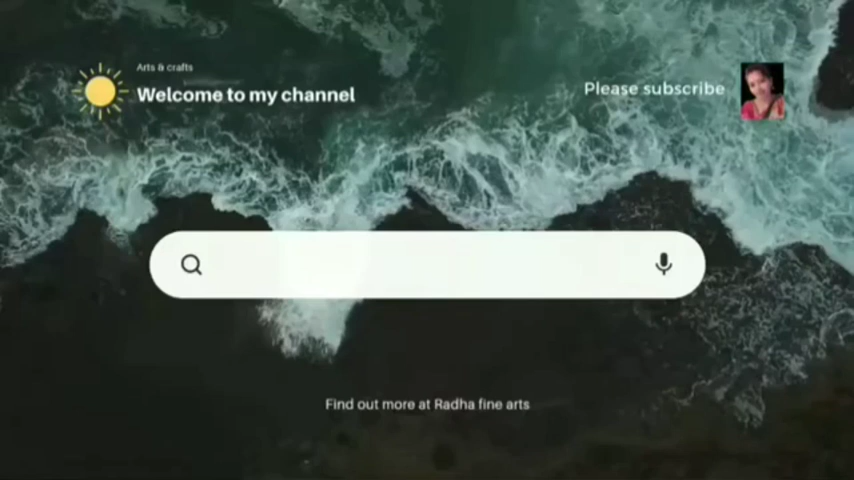 Arts & crafts
Welcome to my channel
Please subscribe
Find out more at Radha fine arts